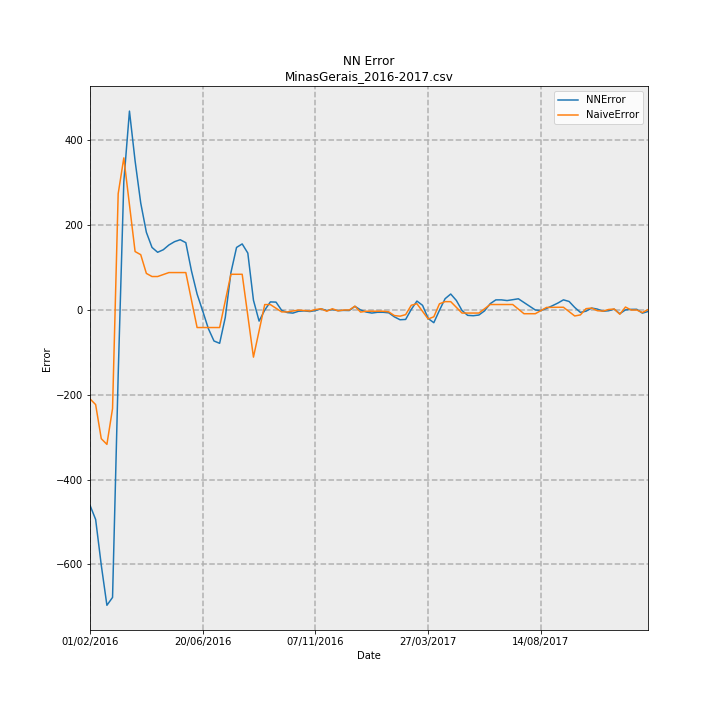 NN Error
MinasGerais_2016-2017.csv
NNError
NaiveError
400
200
0
−200
−400
−600
Error
01/02/2016 20/06/2016 07/11/2016 27/03/2017 14/08/2017
Date